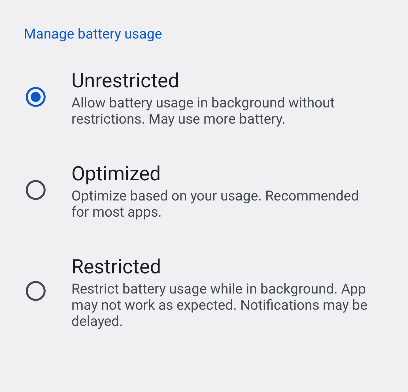 Manage battery usage
Unrestricted
Allow battery usage in background without
restrictions. May use more battery.
Optimized
Optimize based on your usage. Recommended
for most apps.
Restricted
Restrict battery usage while in background. App
may not work as expected. Notifications may be
delayed.